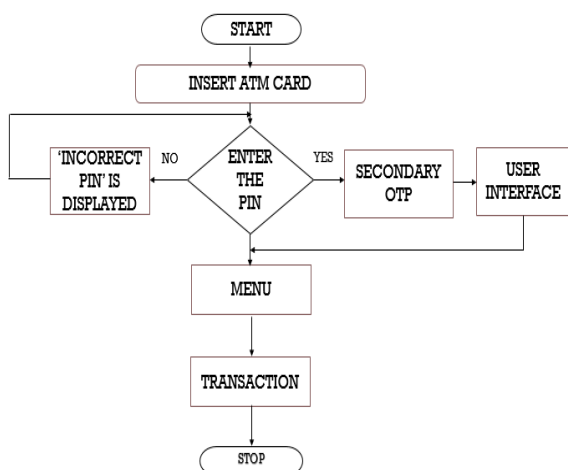 START
INSERT ATM CARD
'INCORRECT
PIN' IS
DISPLAYED
NO
ENTER
THE
PIN
YES
SECONDARY
OTP
USER
INTERFACE
MENU
TRANSACTION
STOP